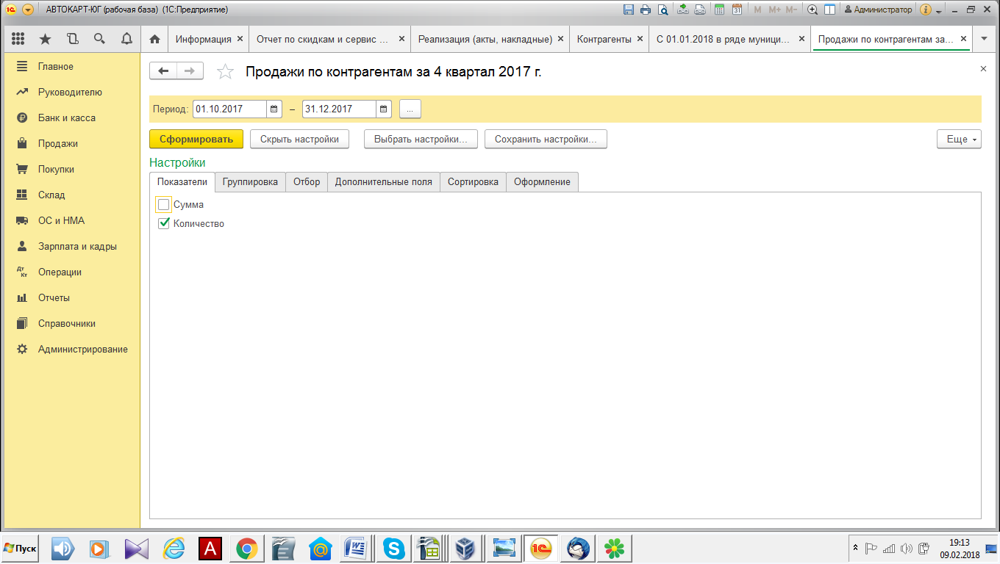 АВТОКАРТ-ЮГ (рабочая база) (1С:Предприятие)
M M+ M-
Администратор
Информация
Отчет по скидкам и сервис ...
Реализация (акты, накладные)
Контрагенты
С 01.01.2018 в ряде муници...
Продажи по контрагентам за...
Главное
Руководителю
Банк и касса
Продажи
Покупки
Склад
ОС и НМА
Зарплата и кадры
Операции
Отчеты
Справочники
Администрирование
Продажи по контрагентам за 4 квартал 2017 г.
Период: 01.10.2017 – 31.12.2017 ...
Сформировать
Скрыть настройки
Выбрать настройки...
Сохранить настройки...
Еще
Настройки
Показатели
Группировка
Отбор
Дополнительные поля
Сортировка
Оформление
Сумма
Количество
Пуск
19:13
09.02.2018